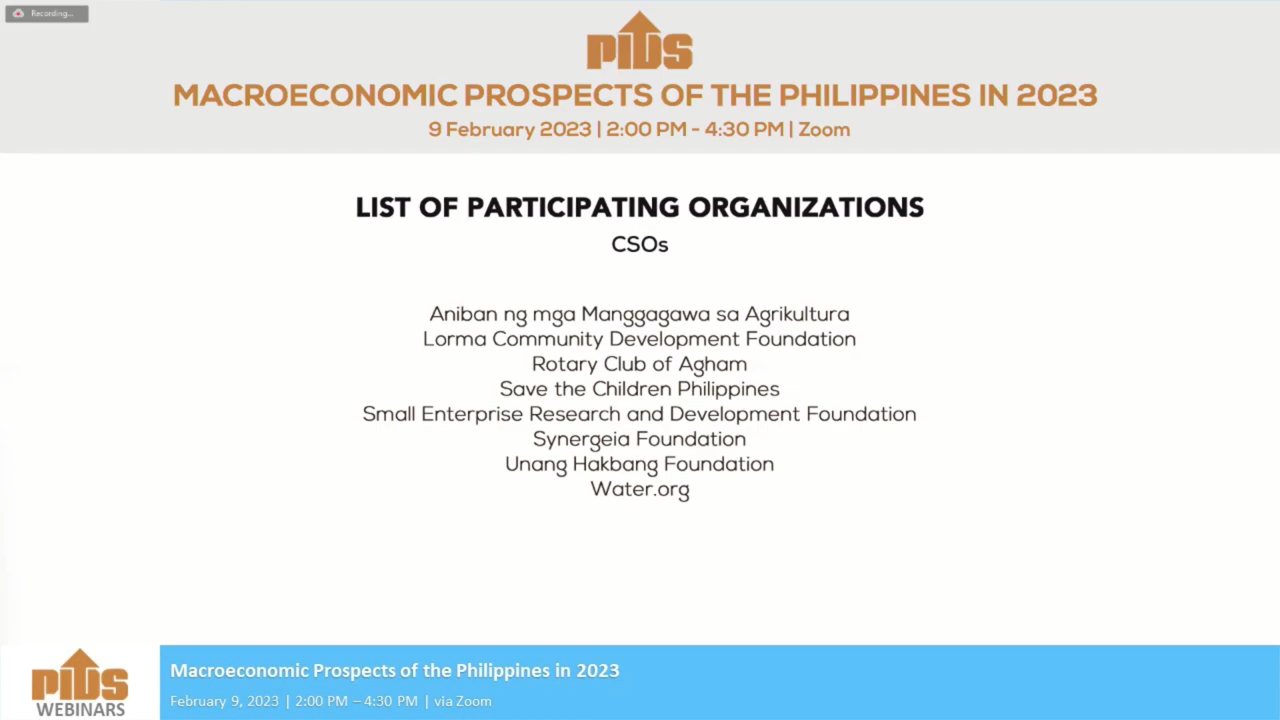 Recording...
PIDS
MACROECONOMIC PROSPECTS OF THE PHILIPPINES IN 2023
9 February 2023 | 2:00 PM - 4:30 PM | Zoom
LIST OF PARTICIPATING ORGANIZATIONS
CSOs
Aniban ng mga Manggagawa sa Agrikultura
Lorma Community Development Foundation
Rotary Club of Agham
Save the Children Philippines
Small Enterprise Research and Development Foundation
Synergeia Foundation
Unang Hakbang Foundation
Water.org
PIDS
WEBINARS
Macroeconomic Prospects of the Philippines in 2023
February 9, 2023 | 2:00 PM – 4:30 PM | via Zoom